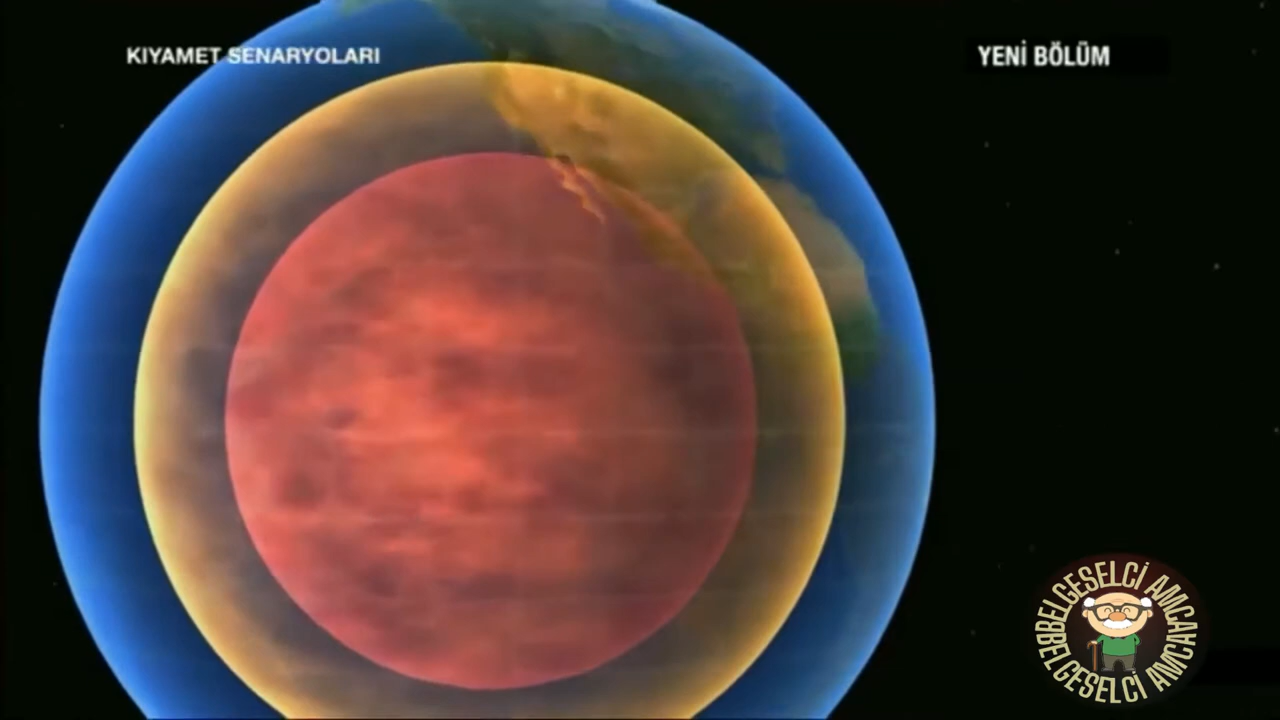 KIYAMET SENARYOLARI
YENİ BÖLÜM
BELGESELCİ AMCA
BELGESELCİ AMCA